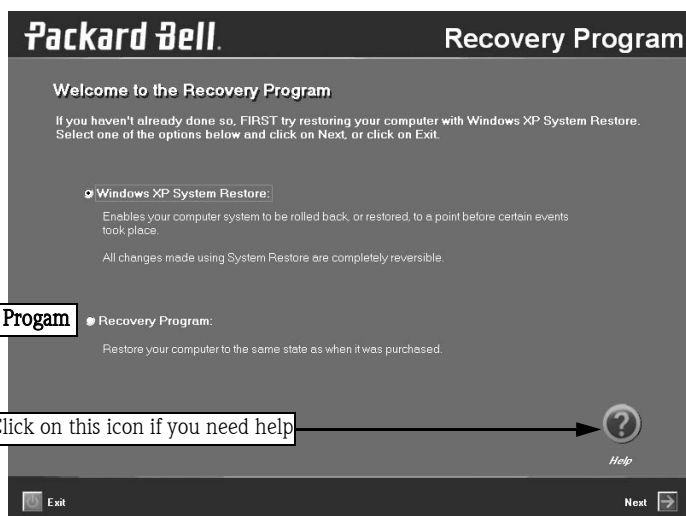 Packard Bell.
Recovery Program
Welcome to the Recovery Program
If you haven't already done so, FIRST try restoring your computer with Windows XP System Restore.
Select one of the options below and click on Next, or click on Exit.
Windows XP System Restore:
Enables your computer system to be rolled back, or restored, to a point before certain events
took place.
All changes made using System Restore are completely reversible.
Progam
Recovery Program:
Restore your computer to the same state as when it was purchased.
Click on this icon if you need help
Help
Exit
Next